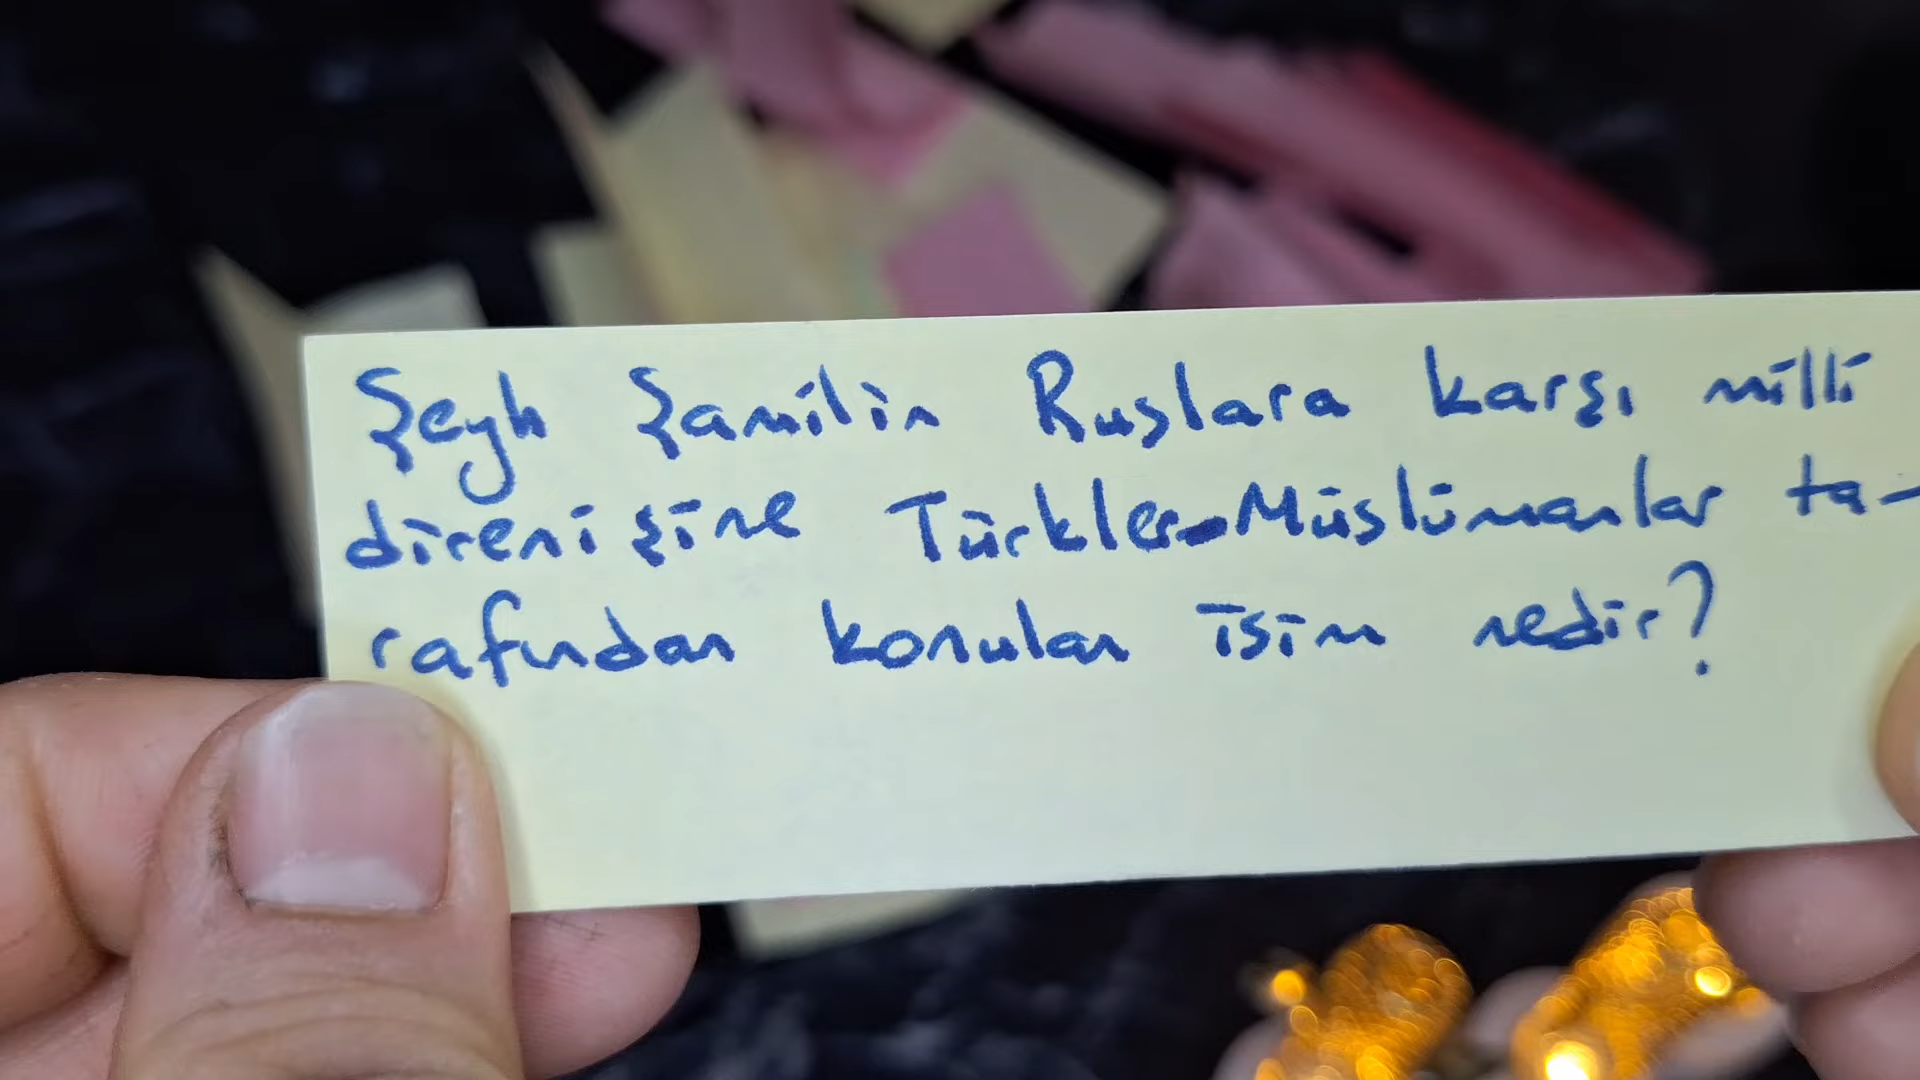 Şeyh Şamilin Ruslara karşı milli
direnişine Türkler-Müslümanlar ta-
rafından konulan isim nedir?